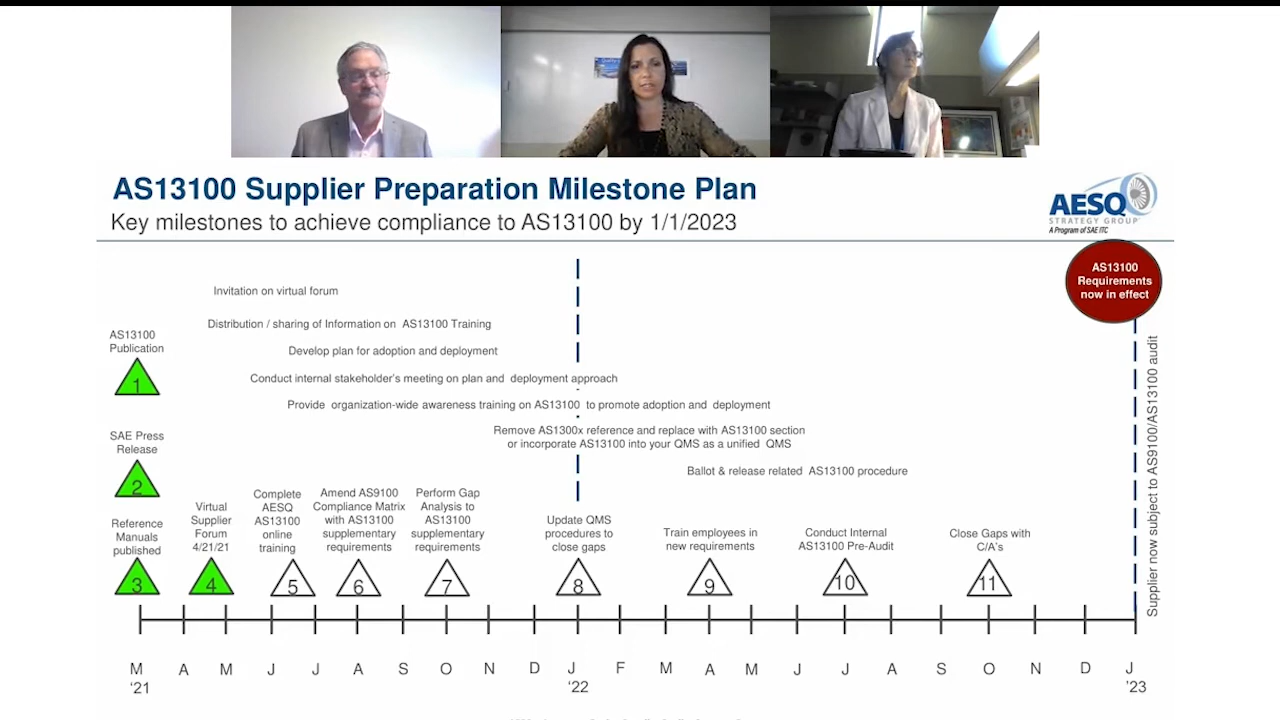 AS13100 Supplier Preparation Milestone Plan
Key milestones to achieve compliance to AS13100 by 1/1/2023
AESQ
STRATEGY GROUP
A Program of SAE ITC
AS13100
Requirements
now in effect
Invitation on virtual forum
Distribution / sharing of Information on AS13100 Training
Develop plan for adoption and deployment
Conduct internal stakeholder's meeting on plan and deployment approach
Provide organization-wide awareness training on AS13100 to promote adoption and deployment
Remove AS1300x reference and replace with AS13100 section
or incorporate AS13100 into your QMS as a unified QMS
Ballot & release related AS13100 procedure
AS13100
Publication
1
SAE Press
Release
2
Reference
Manuals
published
3
Virtual
Supplier
Forum
4/21/21
4
Complete
AESQ
AS13100
online
training
5
Amend AS9100
Compliance Matrix
with AS13100
supplementary
requirements
6
Perform Gap
Analysis to
AS13100
supplementary
requirements
7
Update QMS
procedures to
close gaps
8
Train employees in
new requirements
9
Conduct Internal
AS13100 Pre-Audit
10
Close Gaps with
C/A's
11
Supplier now subject to AS9100/AS13100 audit
M A M J J A S O N D J F M A M J J A S O N D J
'21 '22 '23